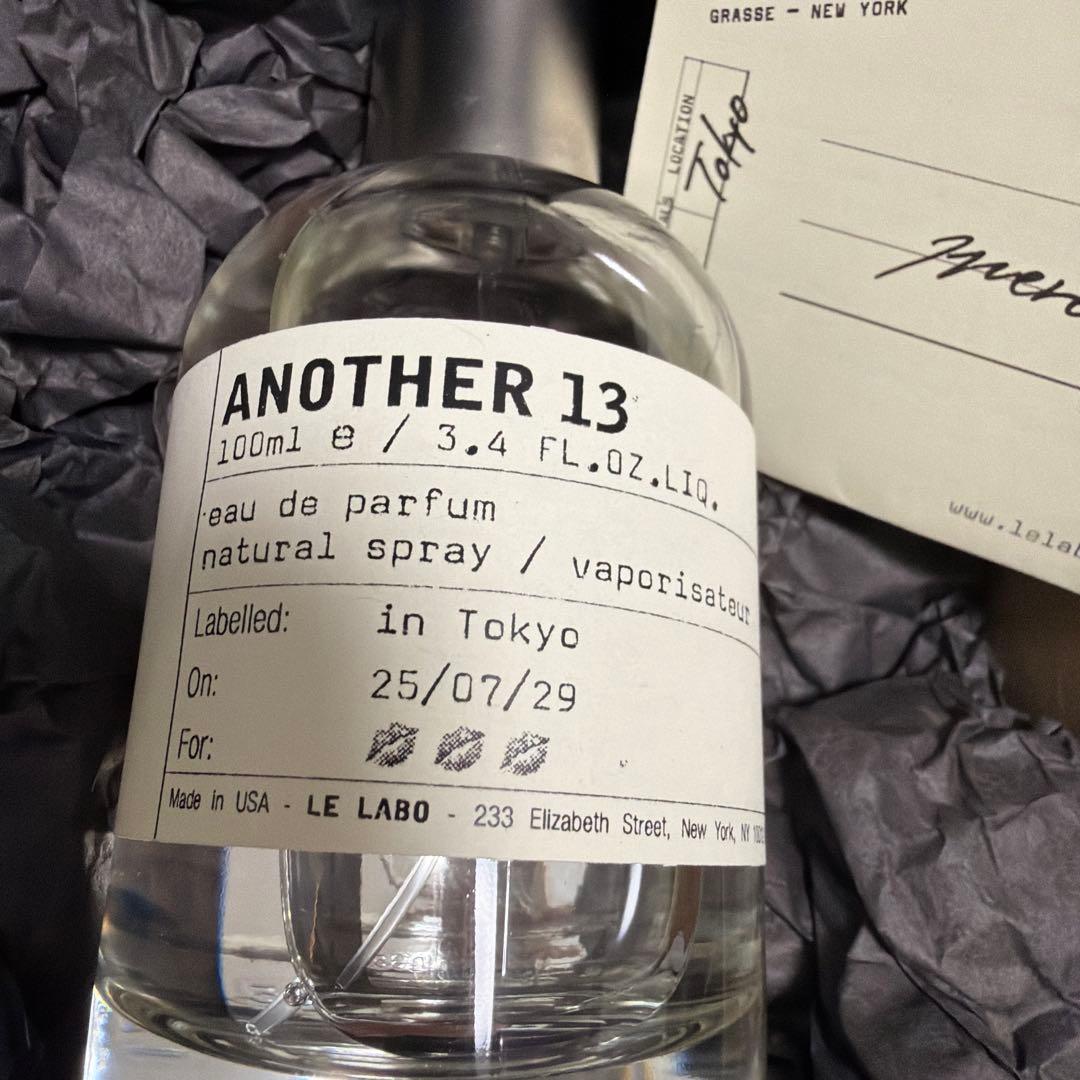 GRASSE - NEW YORK
LOCATION
Tokyo
ANOTHER 13
100ml e / 3.4 FL.OZ.LIQ.
eau de parfum
natural spray / vaporisateur
Labelled: in Tokyo
On: 25/07/29
For:
Made in USA - LE LABO - 233 Elizabeth Street, New York, NY